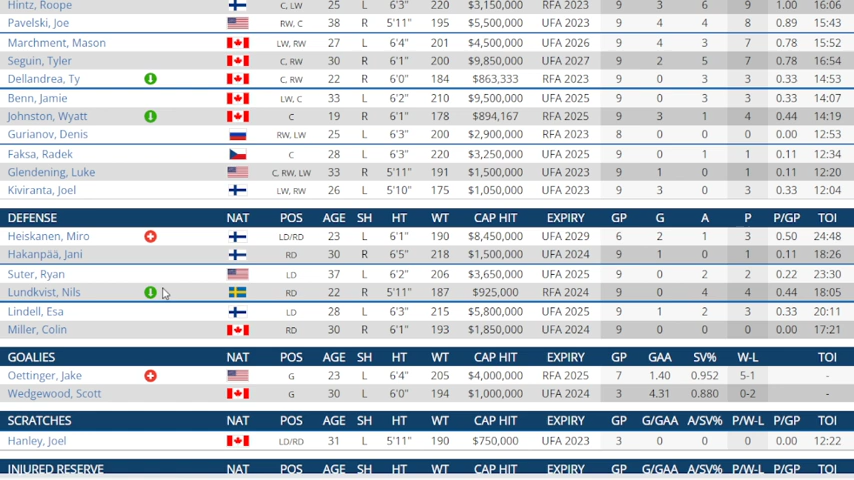 Hintz, Roope C, LW 25 L 6'3" 220 $3,150,000 RFA 2023 9 3 6 9 1.00 16:06
Pavelski, Joe RW, C 38 R 5'11" 195 $5,500,000 UFA 2023 9 4 4 8 0.89 15:43
Marchment, Mason LW, RW 27 L 6'4" 201 $4,500,000 UFA 2026 9 4 3 7 0.78 15:52
Seguin, Tyler C, RW 30 R 6'1" 200 $9,850,000 UFA 2027 9 2 5 7 0.78 16:54
Dellandrea, Ty C, RW 22 R 6'0" 184 $863,333 RFA 2023 9 0 3 3 0.33 14:53
Benn, Jamie LW, C 33 L 6'2" 210 $9,500,000 UFA 2025 9 0 3 3 0.33 14:07
Johnston, Wyatt C 19 R 6'1" 178 $894,167 RFA 2025 9 3 1 4 0.44 14:19
Gurianov, Denis RW, LW 25 L 6'3" 200 $2,900,000 RFA 2023 8 0 0 0 0.00 12:53
Faksa, Radek C 28 L 6'3" 220 $3,250,000 UFA 2025 9 0 1 1 0.11 12:34
Glendening, Luke C, RW, LW 33 R 5'11" 191 $1,500,000 UFA 2023 9 1 0 1 0.11 12:20
Kiviranta, Joel LW, RW 26 L 5'10" 175 $1,050,000 UFA 2023 9 3 0 3 0.33 12:04
DEFENSE NAT POS AGE SH HT WT CAP HIT EXPIRY GP G A P P/GP TOI
Heiskanen, Miro LD/RD 23 L 6'1" 190 $8,450,000 UFA 2029 6 2 1 3 0.50 24:48
Hakanpää, Jani RD 30 R 6'5" 218 $1,500,000 UFA 2024 9 1 0 1 0.11 18:26
Suter, Ryan LD 37 L 6'2" 206 $3,650,000 UFA 2025 9 0 2 2 0.22 23:30
Lundkvist, Nils RD 22 R 5'11" 187 $925,000 RFA 2024 9 0 4 4 0.44 18:05
Lindell, Esa LD 28 L 6'3" 215 $5,800,000 UFA 2025 9 1 2 3 0.33 20:11
Miller, Colin RD 30 R 6'1" 193 $1,850,000 UFA 2024 9 0 0 0 0.00 17:21
GOALIES NAT POS AGE SH HT WT CAP HIT EXPIRY GP GAA SV% W-L TOI
Oettinger, Jake G 23 L 6'4" 205 $4,000,000 RFA 2025 7 1.40 0.952 5-1 -
Wedgewood, Scott G 30 L 6'0" 194 $1,000,000 UFA 2024 3 4.31 0.880 0-2 -
SCRATCHES NAT POS AGE SH HT WT CAP HIT EXPIRY GP G/GAA A/SV% P/W-L P/GP TOI
Hanley, Joel LD/RD 31 L 5'11" 190 $750,000 UFA 2023 3 0 0 0 0.00 12:22
INJURED RESERVE NAT POS AGE SH HT WT CAP HIT EXPIRY GP G/GAA A/SV% P/W-L P/GP TOI